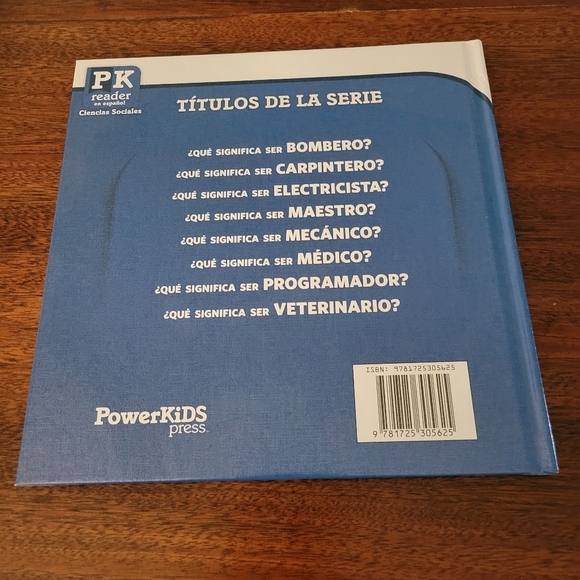 PK
reader
en español
Ciencias Sociales
TÍTULOS DE LA SERIE
¿QUÉ SIGNIFICA SER BOMBERO?
¿QUÉ SIGNIFICA SER CARPINTERO?
¿QUÉ SIGNIFICA SER ELECTRICISTA?
¿QUÉ SIGNIFICA SER MAESTRO?
¿QUÉ SIGNIFICA SER MECÁNICO?
¿QUÉ SIGNIFICA SER MÉDICO?
¿QUÉ SIGNIFICA SER PROGRAMADOR?
¿QUÉ SIGNIFICA SER VETERINARIO?
ISBN: 9781725305625
9 781725 305625
PowerKiDS
press™